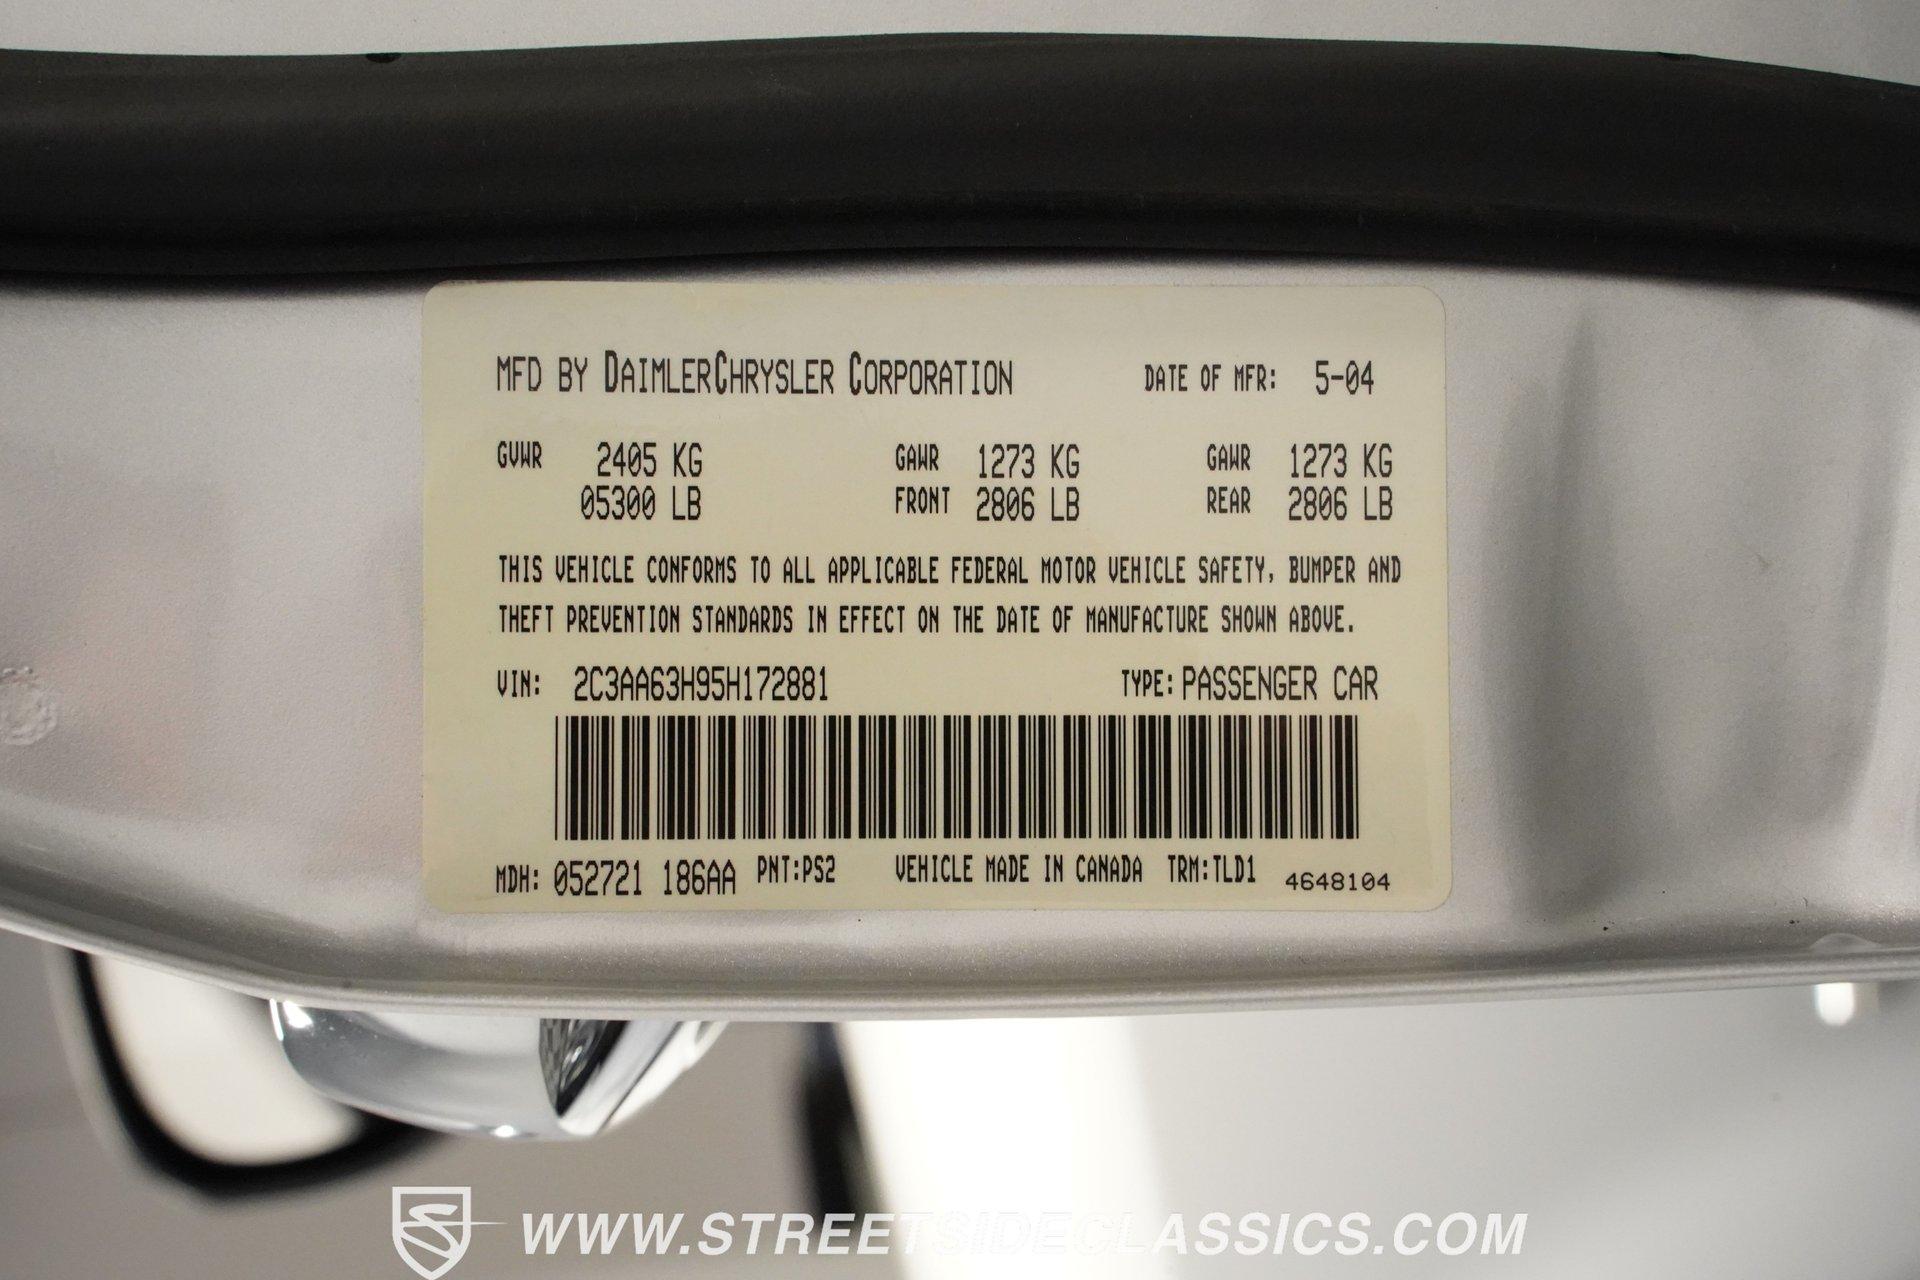 MFD BY DAIMLERCHRYSLER CORPORATION DATE OF MFR: 5-04
GVWR 2405 KG GAWR 1273 KG GAWR 1273 KG
05300 LB FRONT 2806 LB REAR 2806 LB
THIS VEHICLE CONFORMS TO ALL APPLICABLE FEDERAL MOTOR VEHICLE SAFETY, BUMPER AND
THEFT PREVENTION STANDARDS IN EFFECT ON THE DATE OF MANUFACTURE SHOWN ABOVE.
VIN: 2C3AA63H95H172881 TYPE: PASSENGER CAR
MDH: 052721 186AA PNT:PS2 VEHICLE MADE IN CANADA TRM:TLD1 4648104
WWW.STREETSIDECLASSICS.COM